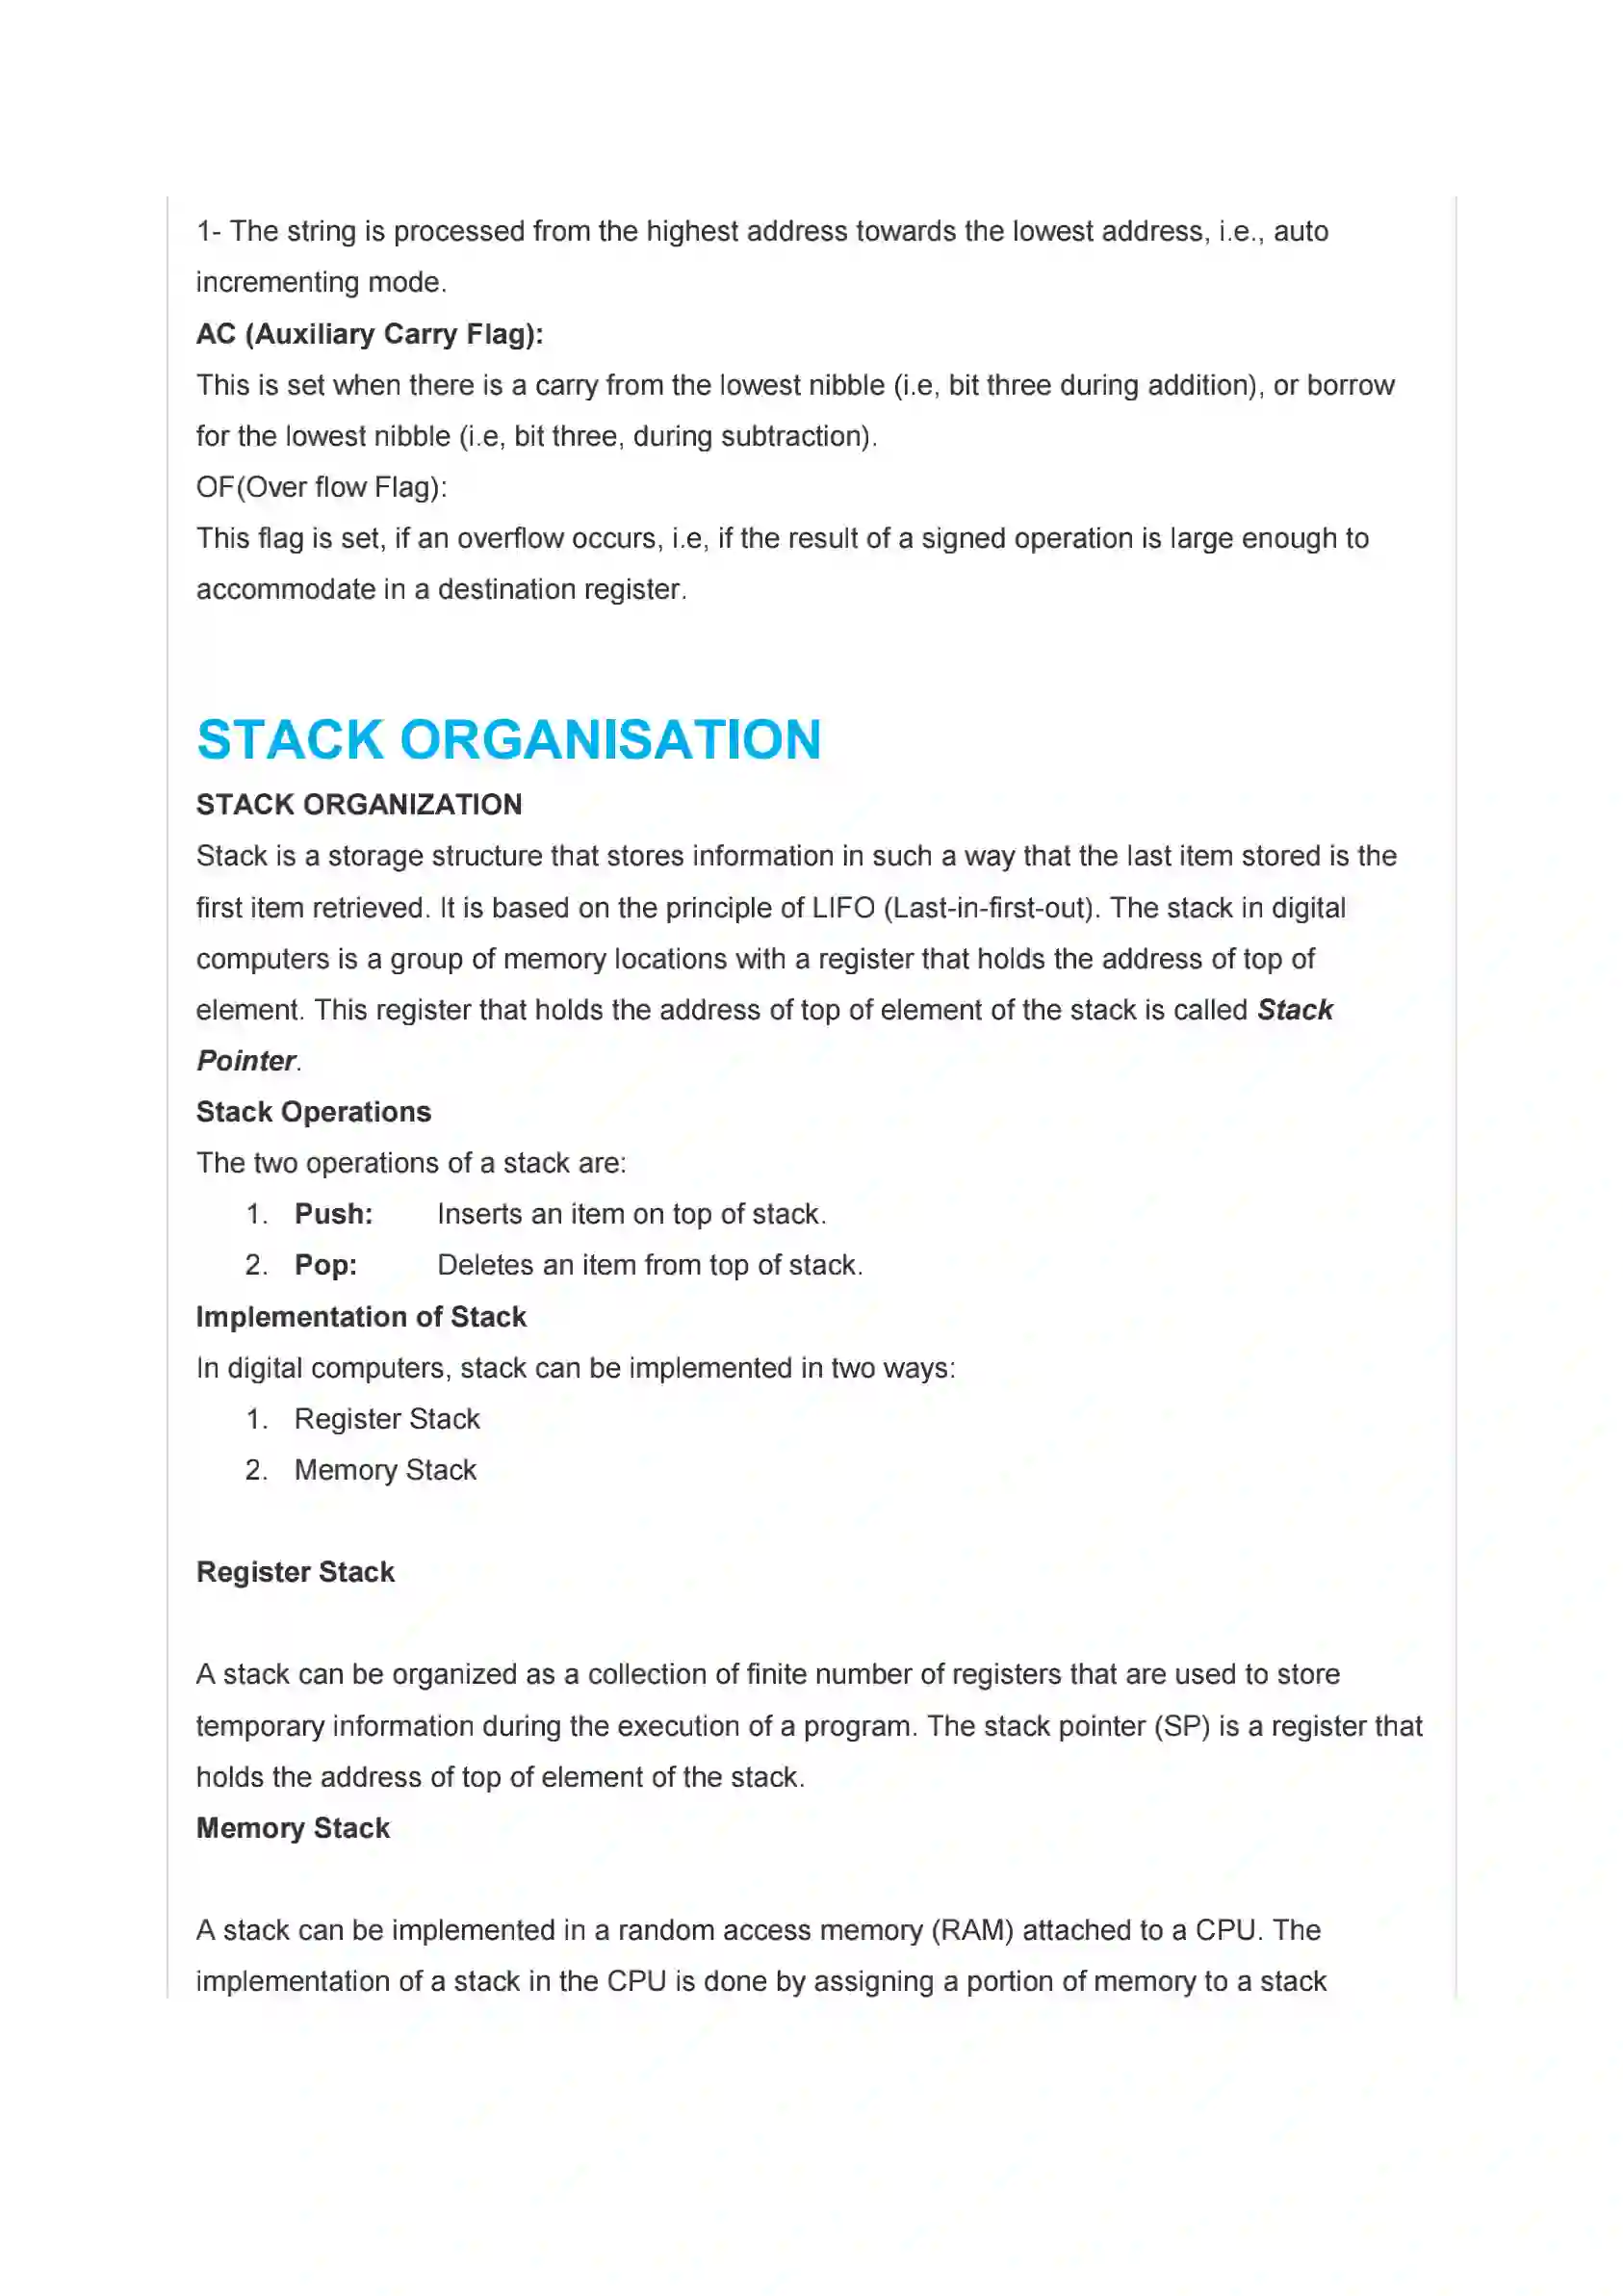 1- The string is processed from the highest address towards the lowest address, i.e., auto
incrementing mode.
AC (Auxiliary Carry Flag):
This is set when there is a carry from the lowest nibble (i.e, bit three during addition), or borrow
for the lowest nibble (i.e, bit three, during subtraction).
OF(Over flow Flag):
This flag is set, if an overflow occurs, i.e, if the result of a signed operation is large enough to
accommodate in a destination register.
STACK ORGANISATION
STACK ORGANIZATION
Stack is a storage structure that stores information in such a way that the last item stored is the
first item retrieved. It is based on the principle of LIFO (Last-in-first-out). The stack in digital
computers is a group of memory locations with a register that holds the address of top of
element. This register that holds the address of top of element of the stack is called Stack
Pointer.
Stack Operations
The two operations of a stack are:
1. Push: Inserts an item on top of stack.
2. Pop: Deletes an item from top of stack.
Implementation of Stack
In digital computers, stack can be implemented in two ways:
1. Register Stack
2. Memory Stack
Register Stack
A stack can be organized as a collection of finite number of registers that are used to store
temporary information during the execution of a program. The stack pointer (SP) is a register that
holds the address of top of element of the stack.
Memory Stack
A stack can be implemented in a random access memory (RAM) attached to a CPU. The
implementation of a stack in the CPU is done by assigning a portion of memory to a stack